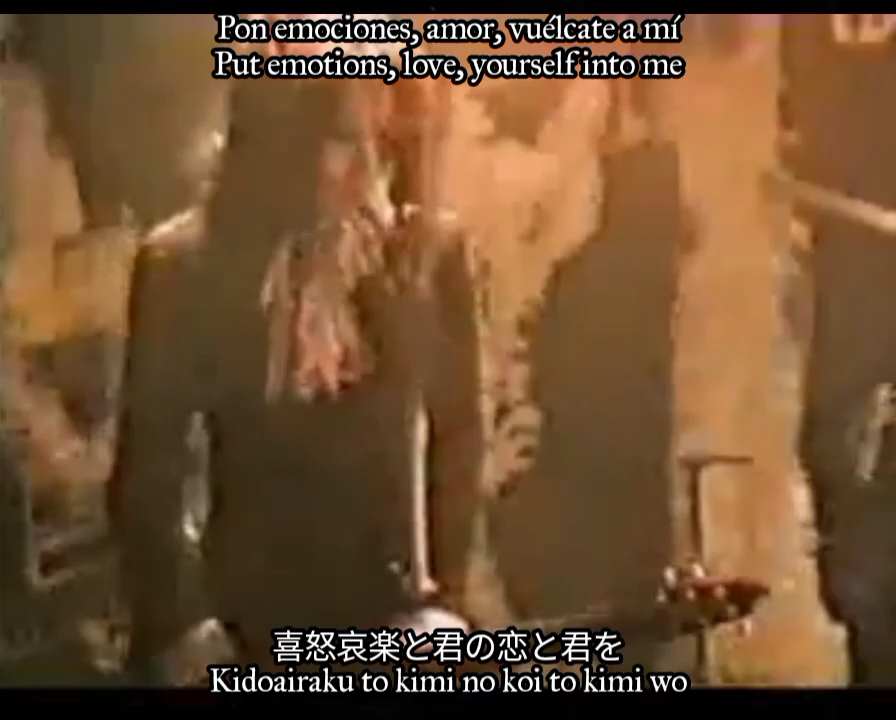 Pon emociones, amor, vuélcate a mí
Put emotions, love, yourself into me
喜怒哀楽と君の恋と君を
Kidoairaku to kimi no koi to kimi wo